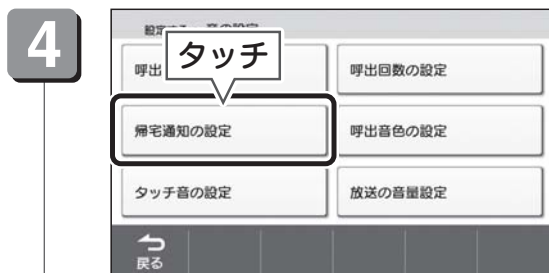 4
設定する 音の設定
タッチ
呼出
呼出回数の設定
帰宅通知の設定
呼出音色の設定
タッチ音の設定
放送の音量設定
戻る